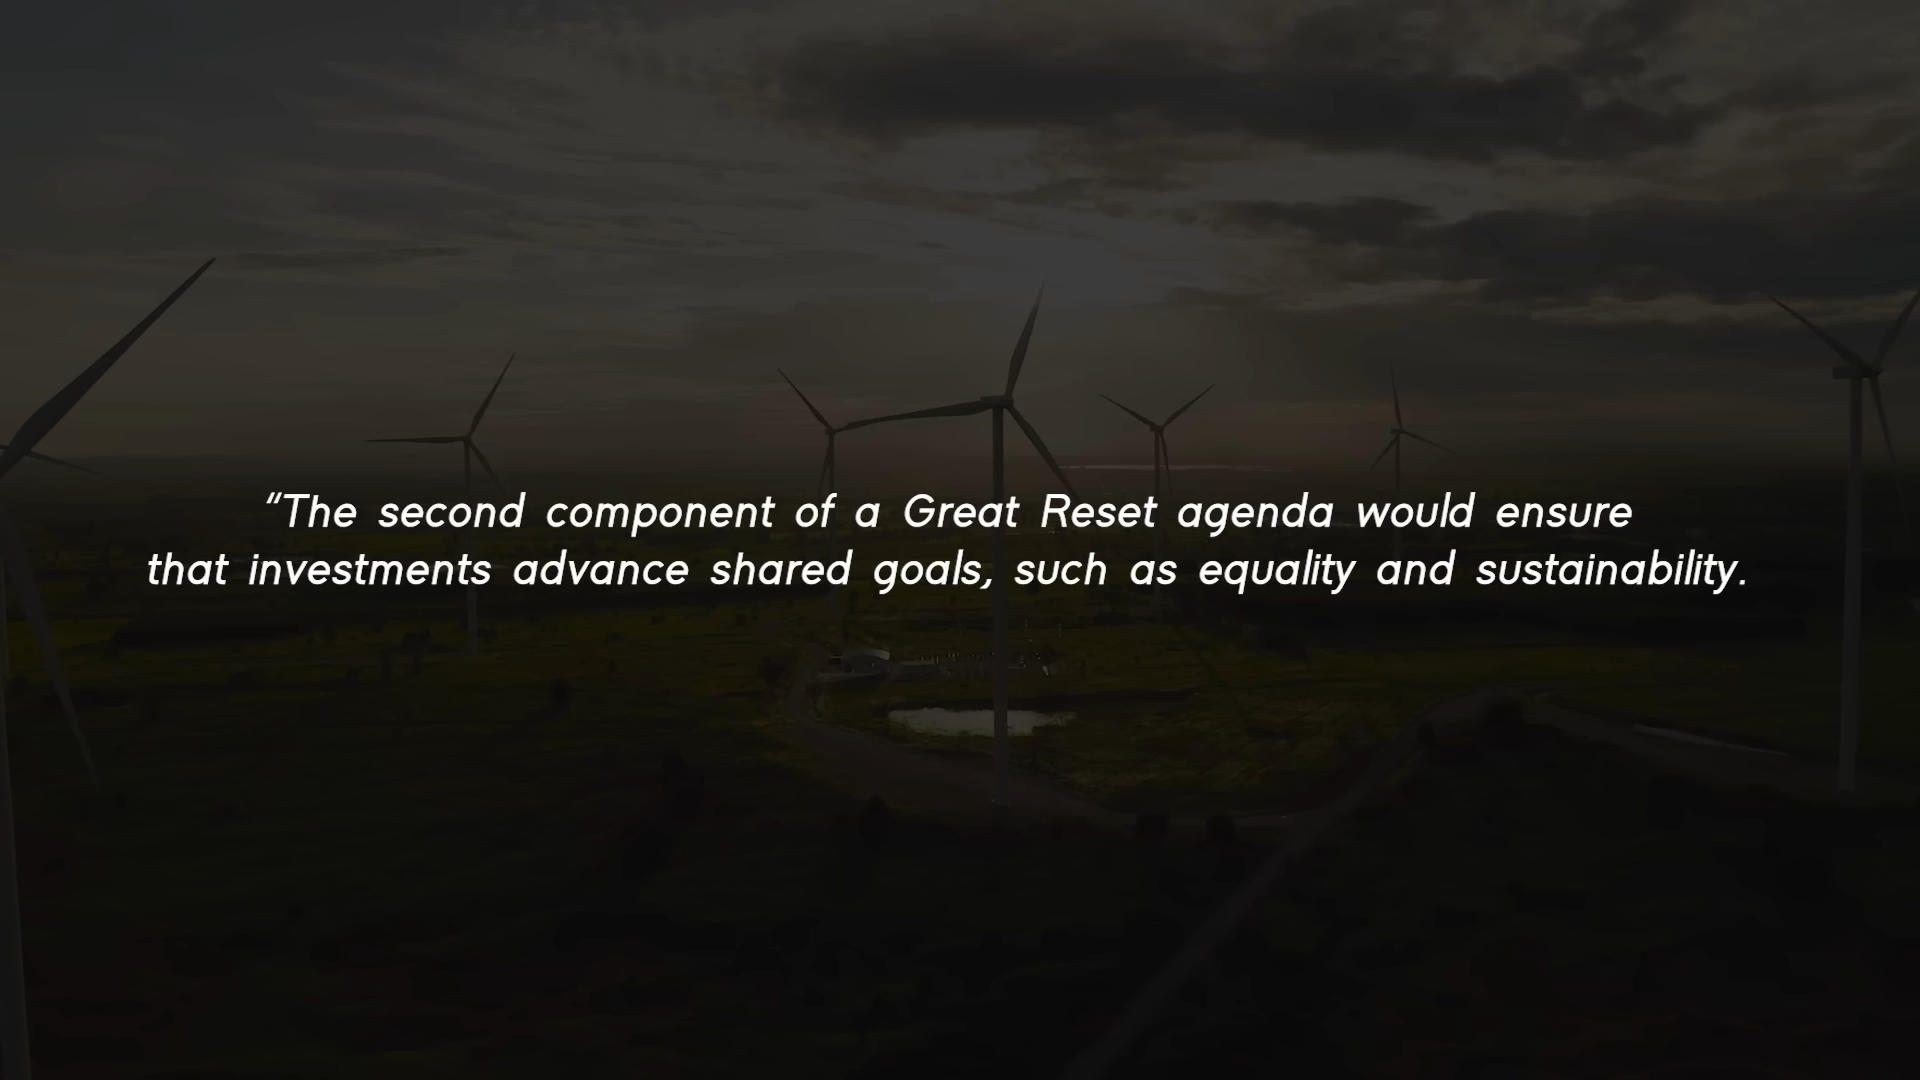 “The second component of a Great Reset agenda would ensure
that investments advance shared goals, such as equality and sustainability.